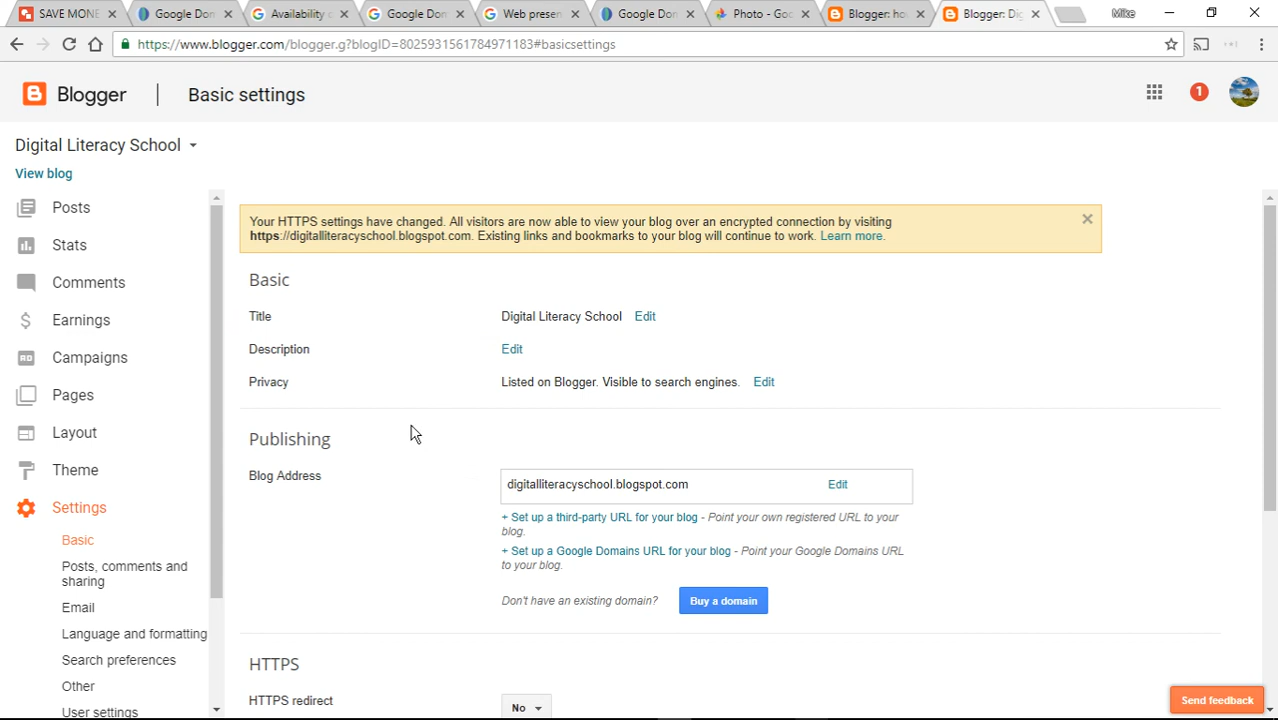 SAVE MONE
Google Don
Availability o
Google Don
Web presen
Google Don
Photo - Goo
Blogger: ho
Blogger: Dig
Mike
https://www.blogger.com/blogger.g?blogID=8025931561784971183#basicsettings
Blogger
Basic settings
1
Digital Literacy School
View blog
Posts
Stats
Comments
Earnings
Campaigns
Pages
Layout
Theme
Settings
Basic
Posts, comments and
sharing
Email
Language and formatting
Search preferences
Other
User settings
Your HTTPS settings have changed. All visitors are now able to view your blog over an encrypted connection by visiting
https://digitalliteracyschool.blogspot.com. Existing links and bookmarks to your blog will continue to work. Learn more.
Basic
Title
Digital Literacy School Edit
Description
Edit
Privacy
Listed on Blogger. Visible to search engines. Edit
Publishing
Blog Address
digitalliteracyschool.blogspot.com Edit
+ Set up a third-party URL for your blog - Point your own registered URL to your
blog.
+ Set up a Google Domains URL for your blog - Point your Google Domains URL
to your blog.
Don't have an existing domain? Buy a domain
HTTPS
HTTPS redirect
No
Send feedback